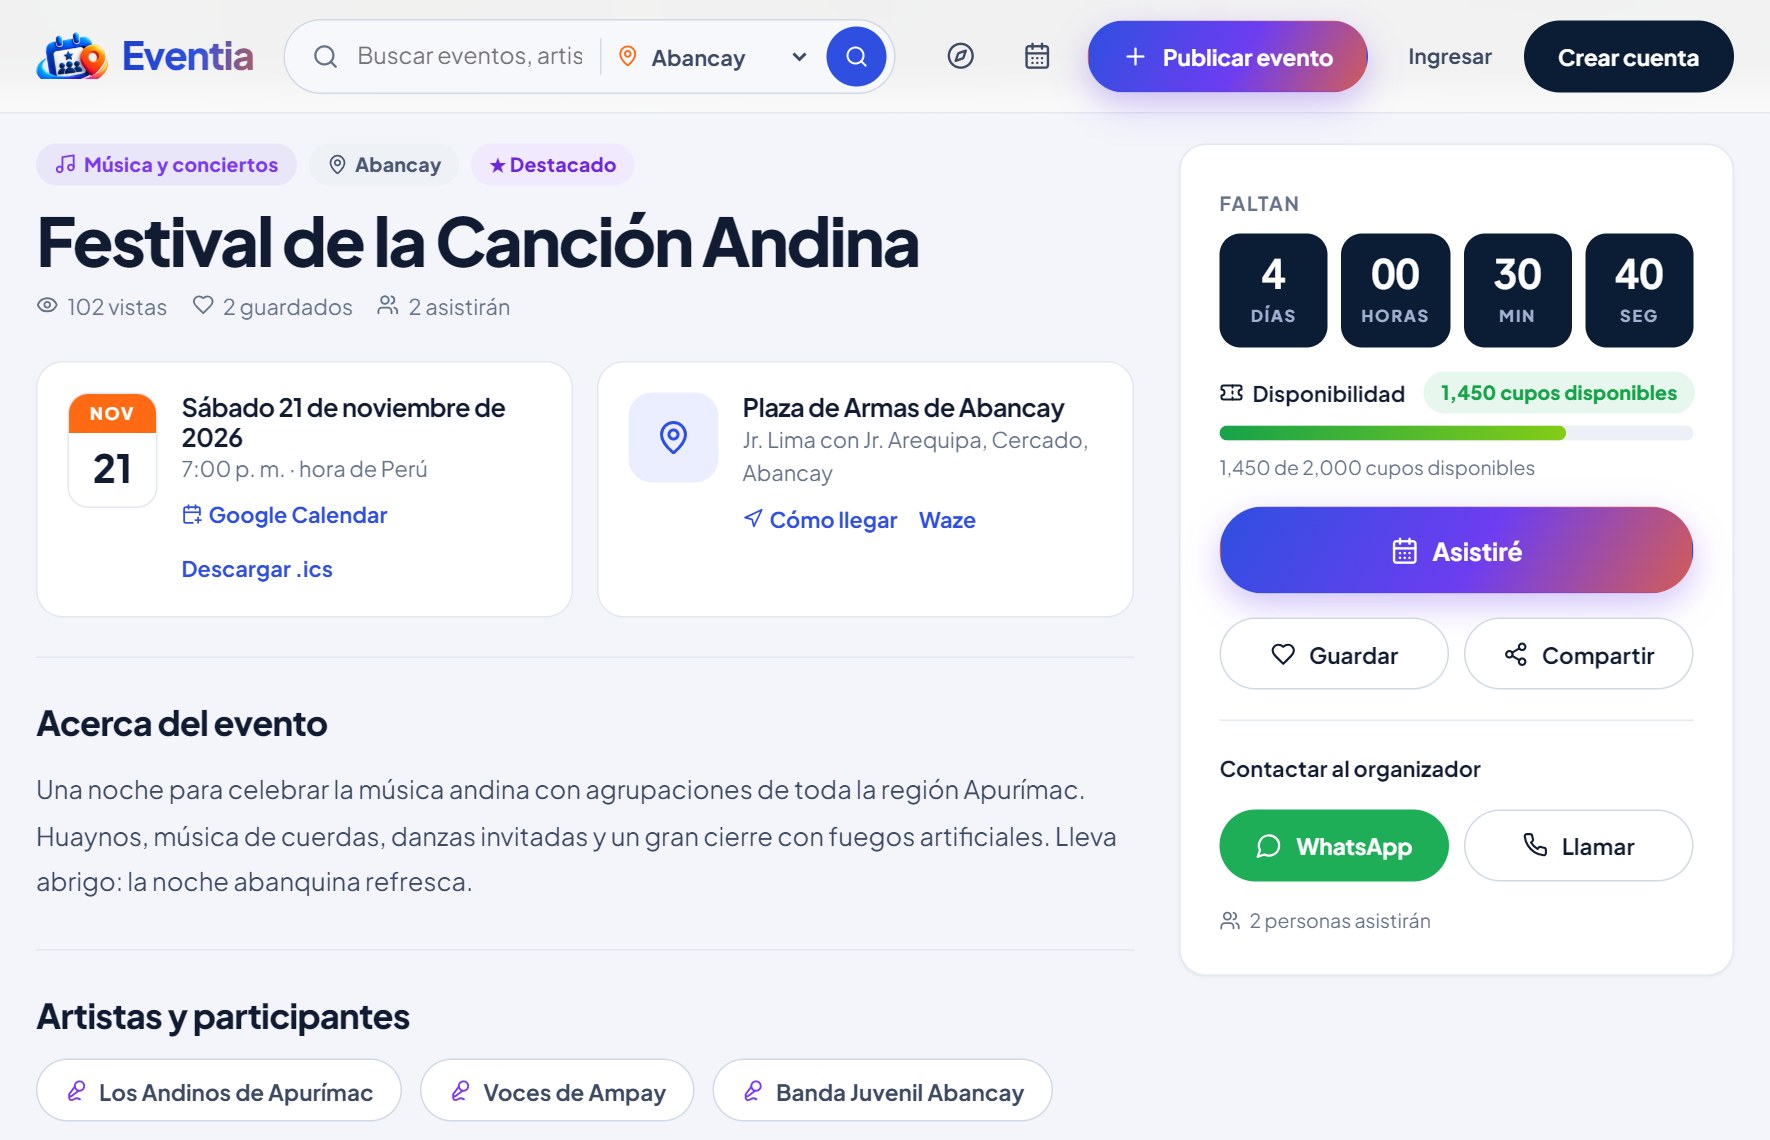 Eventia
Buscar eventos, artis
Abancay
Publicar evento
Ingresar
Crear cuenta
Música y conciertos
Abancay
★ Destacado
Festival de la Canción Andina
102 vistas
2 guardados
2 asistirán
NOV
21
Sábado 21 de noviembre de
2026
7:00 p. m. · hora de Perú
Google Calendar
Descargar .ics
Plaza de Armas de Abancay
Jr. Lima con Jr. Arequipa, Cercado,
Abancay
Cómo llegar
Waze
Acerca del evento
Una noche para celebrar la música andina con agrupaciones de toda la región Apurímac.
Huaynos, música de cuerdas, danzas invitadas y un gran cierre con fuegos artificiales. Lleva
abrigo: la noche abanquina refresca.
Artistas y participantes
Los Andinos de Apurímac
Voces de Ampay
Banda Juvenil Abancay
FALTAN
4
DÍAS
00
HORAS
30
MIN
40
SEG
Disponibilidad
1,450 cupos disponibles
1,450 de 2,000 cupos disponibles
Asistiré
Guardar
Compartir
Contactar al organizador
WhatsApp
Llamar
2 personas asistirán